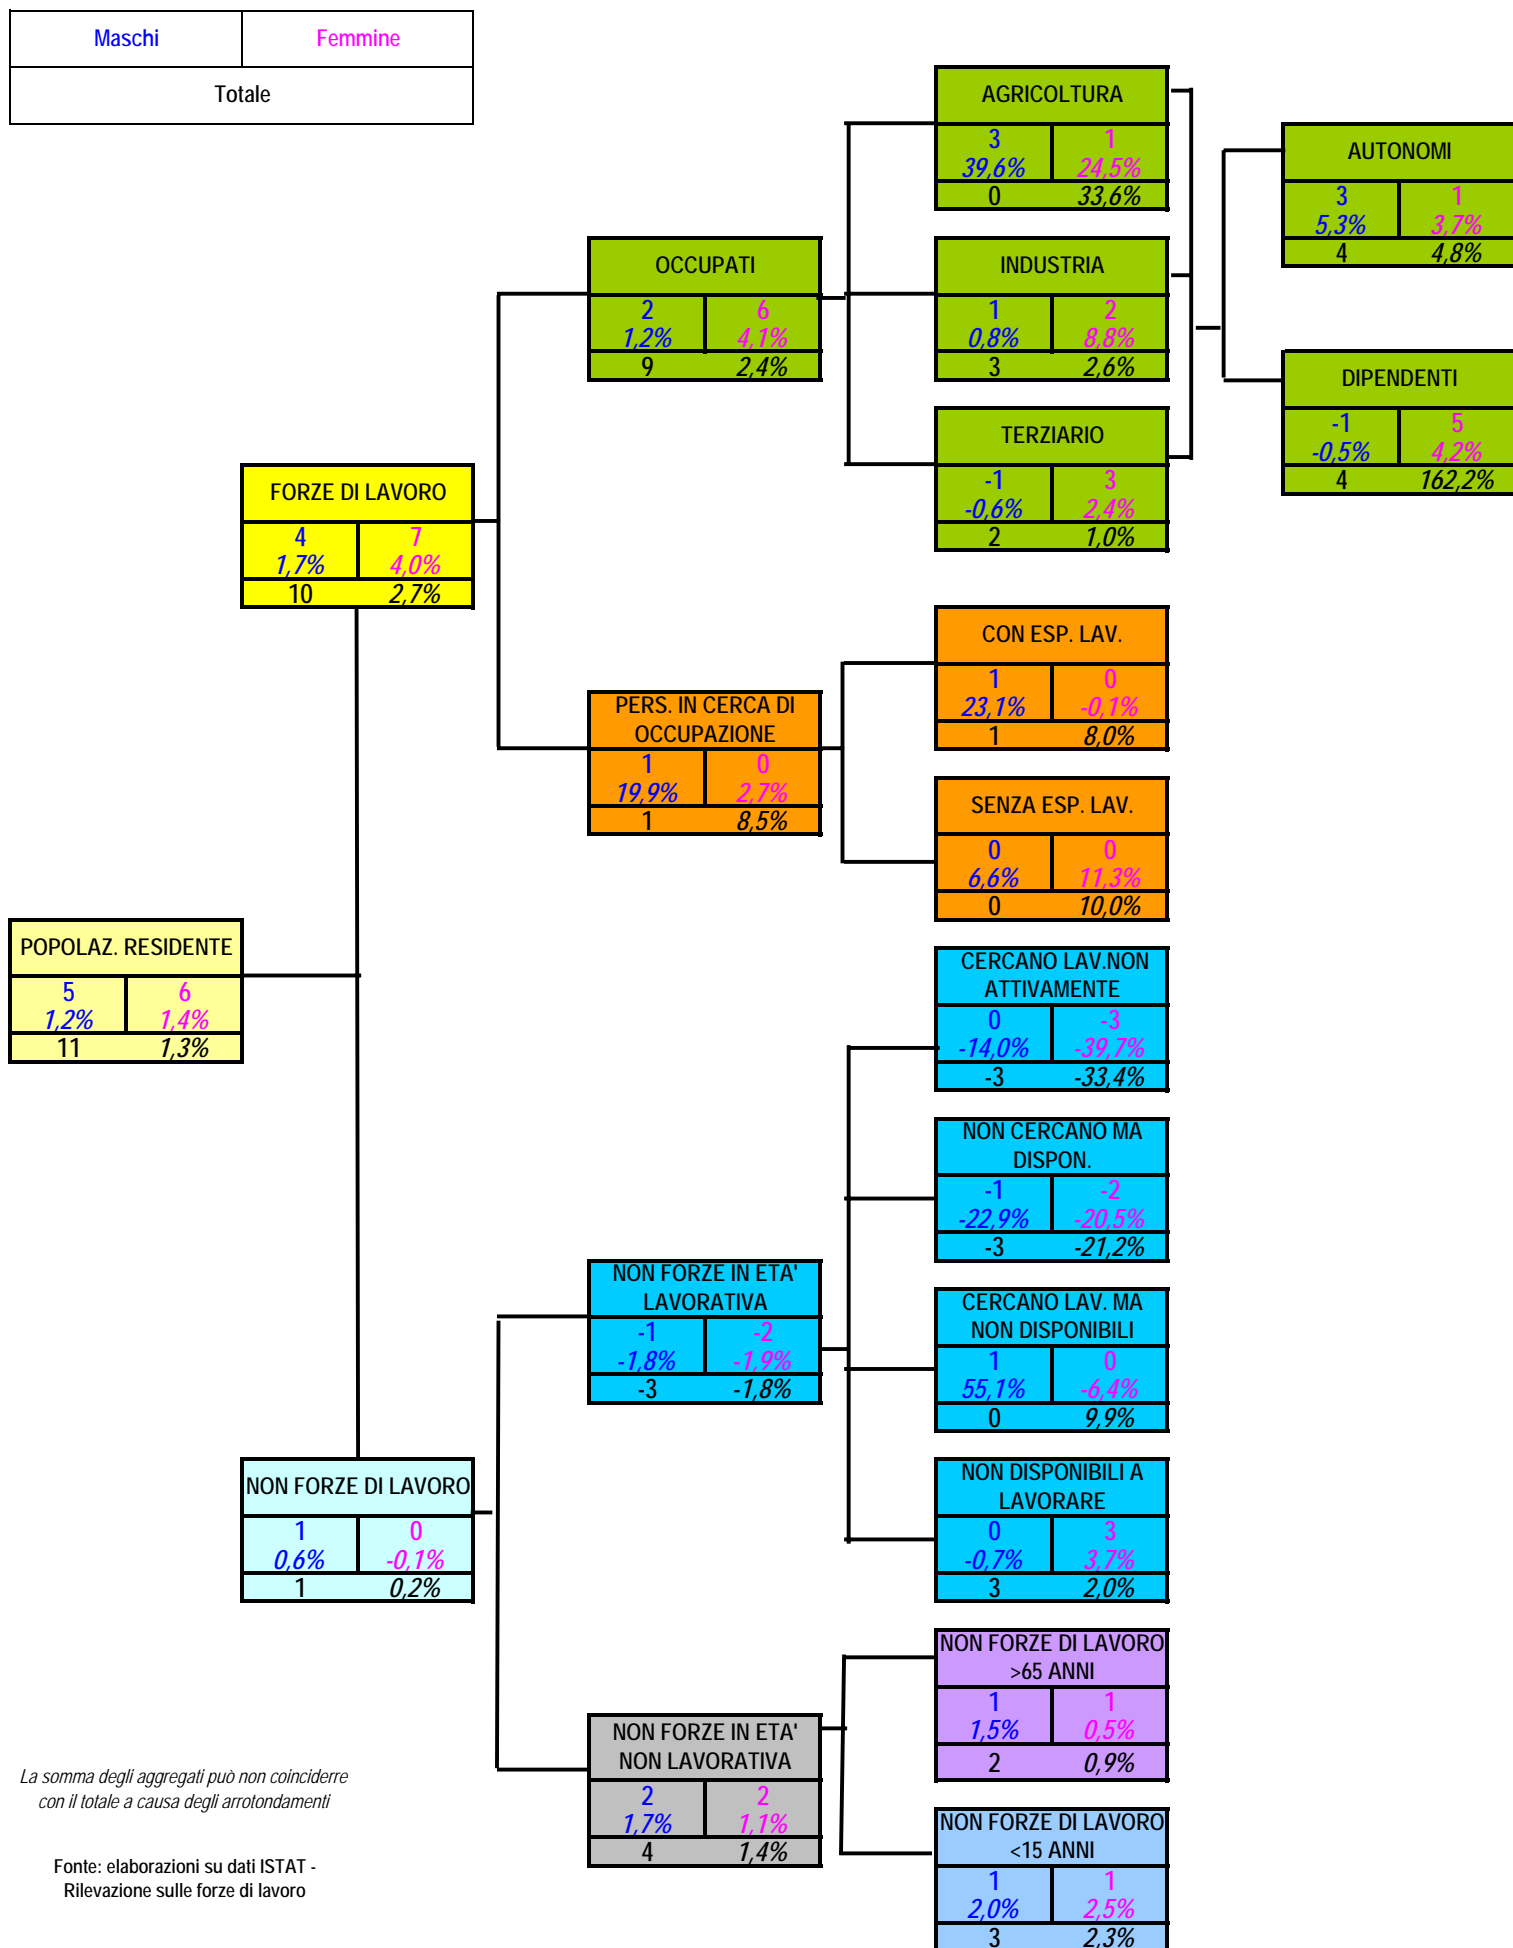 Maschi Femmine
Totale
AGRICOLTURA
3 1
39,6% 24,5%
0 33,6%
AUTONOMI
3 1
5,3% 3,7%
4 4,8%
OCCUPATI
2 6
1,2% 4,1%
9 2,4%
INDUSTRIA
1 2
0,8% 8,8%
3 2,6%
DIPENDENTI
-1 5
-0,5% 4,2%
4 162,2%
TERZIARIO
-1 3
-0,6% 2,4%
2 1,0%
FORZE DI LAVORO
4 7
1,7% 4,0%
10 2,7%
CON ESP. LAV.
1 0
23,1% -0,1%
1 8,0%
PERS. IN CERCA DI
OCCUPAZIONE
1 0
19,9% 2,7%
1 8,5%
SENZA ESP. LAV.
0 0
6,6% 11,3%
0 10,0%
POPOLAZ. RESIDENTE
5 6
1,2% 1,4%
11 1,3%
CERCANO LAV.NON
ATTIVAMENTE
0 -3
-14,0% -39,7%
-3 -33,4%
NON CERCANO MA
DISPON.
-1 -2
-22,9% -20,5%
-3 -21,2%
NON FORZE IN ETA'
LAVORATIVA
-1 -2
-1,8% -1,9%
-3 -1,8%
CERCANO LAV. MA
NON DISPONIBILI
1 0
55,1% -6,4%
0 9,9%
NON FORZE DI LAVORO
1 0
0,6% -0,1%
1 0,2%
NON DISPONIBILI A
LAVORARE
0 3
-0,7% 3,7%
3 2,0%
NON FORZE DI LAVORO
>65 ANNI
1 1
1,5% 0,5%
2 0,9%
NON FORZE IN ETA'
NON LAVORATIVA
2 2
1,7% 1,1%
4 1,4%
NON FORZE DI LAVORO
<15 ANNI
1 1
2,0% 2,5%
3 2,3%
La somma degli aggregati può non coinciderre
con il totale a causa degli arrotondamenti
Fonte: elaborazioni su dati ISTAT -
Rilevazione sulle forze di lavoro